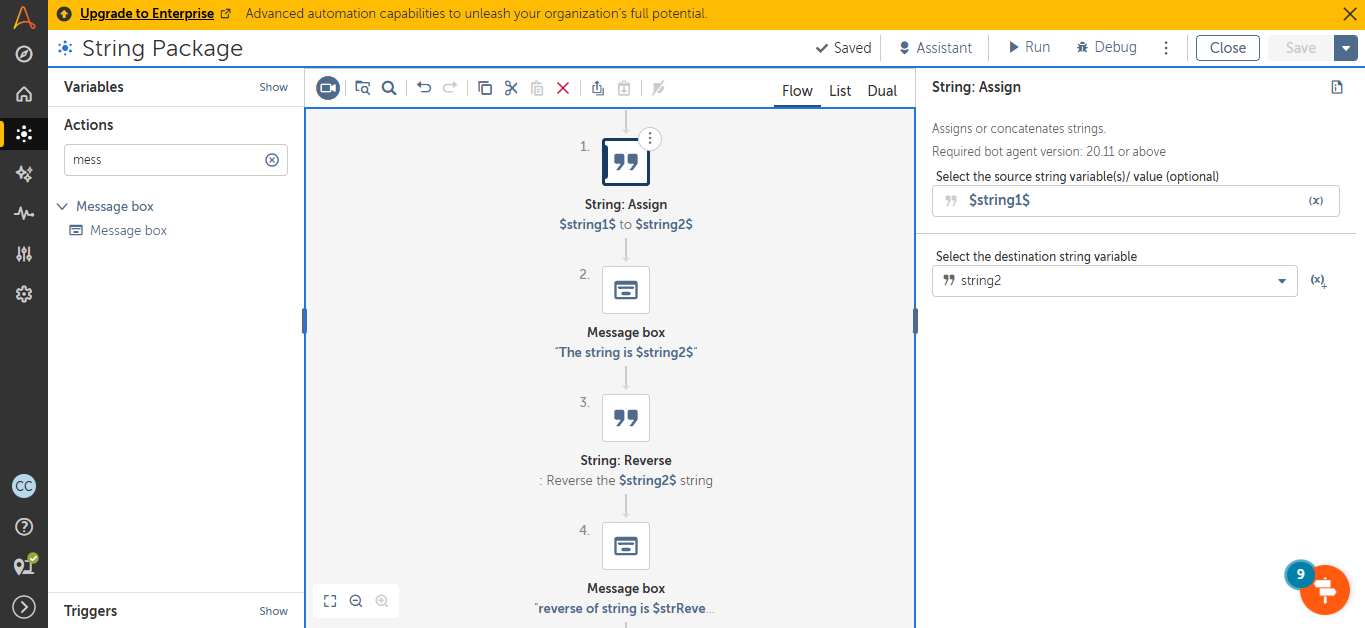 Upgrade to Enterprise Advanced automation capabilities to unleash your organization's full potential.
String Package
Saved
Assistant
Run
Debug
Close
Save
Variables
Show
Actions
mess
Message box
Message box
Triggers
Show
CC
Flow
List
Dual
1.
String: Assign
$string1$ to $string2$
2.
Message box
"The string is $string2$"
3.
String: Reverse
: Reverse the $string2$ string
4.
Message box
"reverse of string is $strReve...
String: Assign
Assigns or concatenates strings.
Required bot agent version: 20.11 or above
Select the source string variable(s)/ value (optional)
$string1$
(x)
Select the destination string variable
string2
(x)+
9